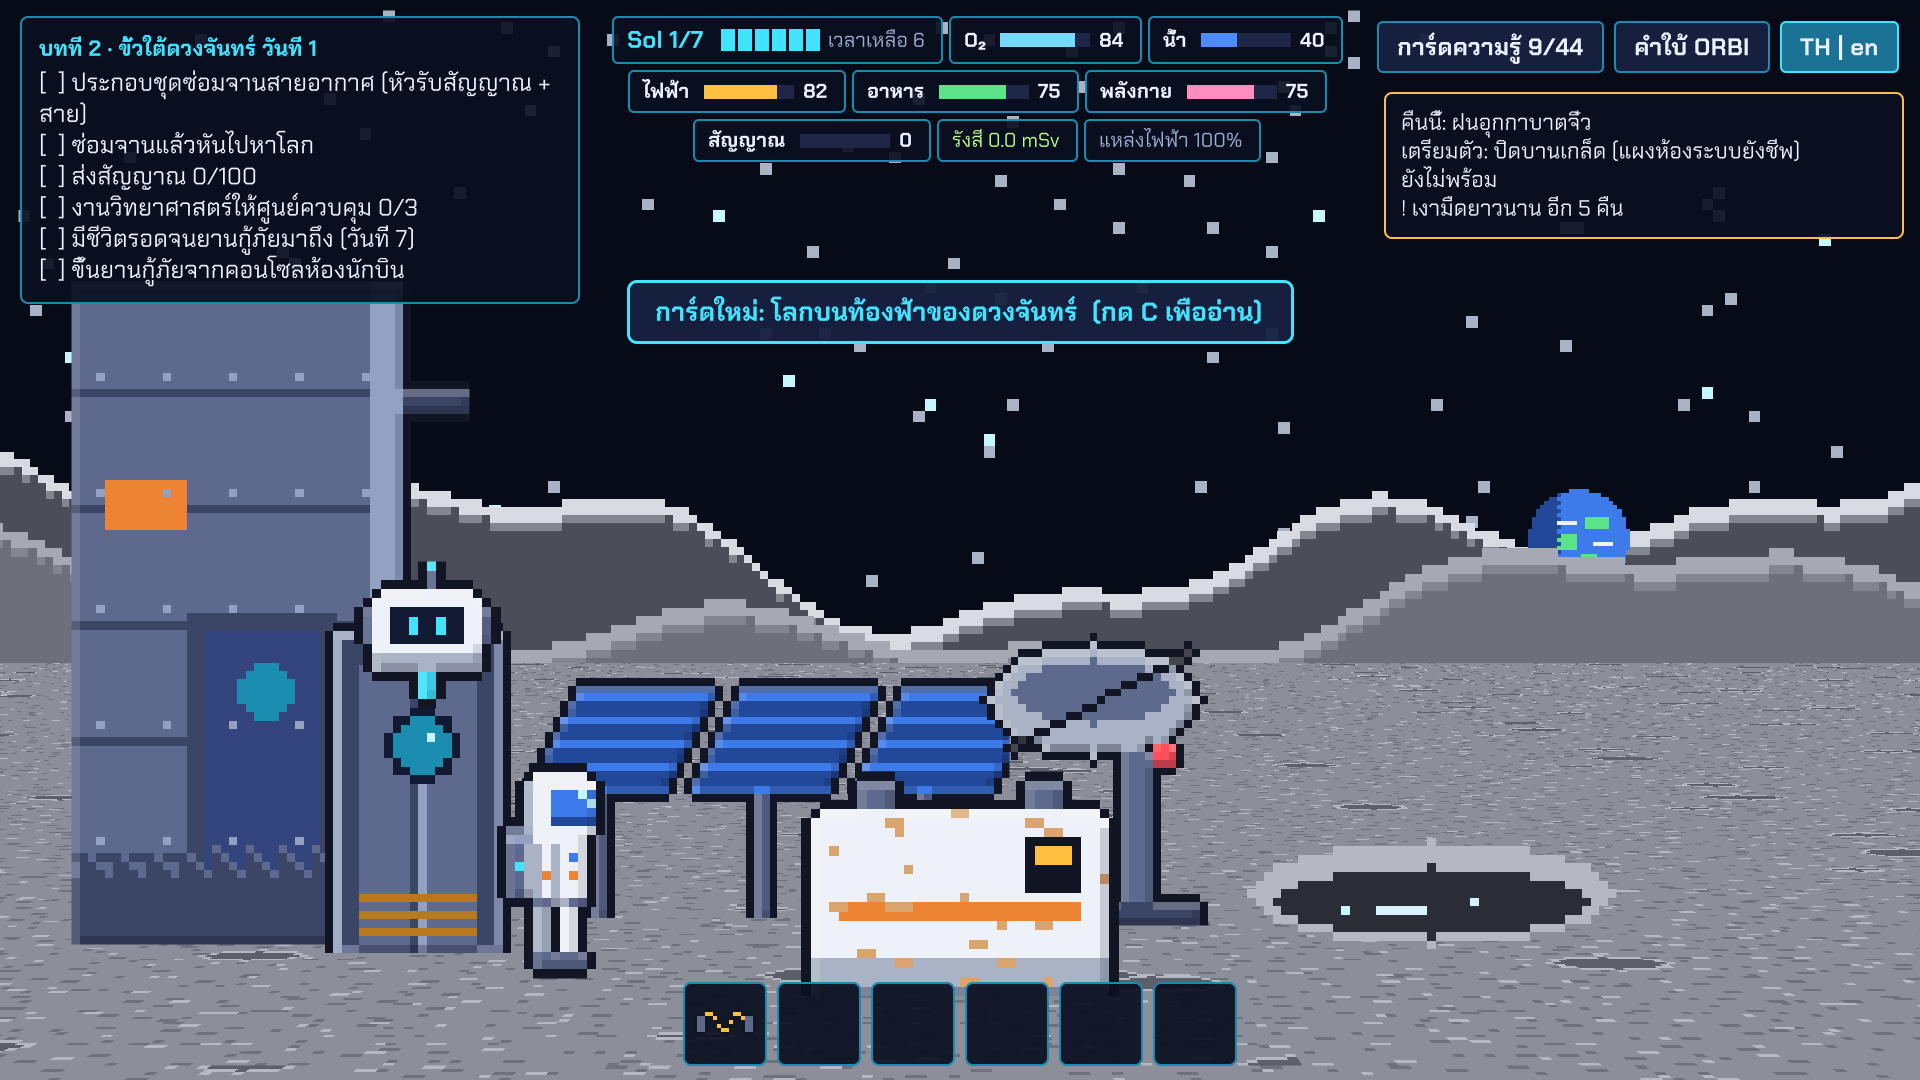 บทที่ 2 · ขั้วใต้ดวงจันทร์ วันที่ 1
[ ] ประกอบชุดซ่อมจานสายอากาศ (หัวรับสัญญาณ +
สาย)
[ ] ซ่อมจานแล้วหันไปหาโลก
[ ] ส่งสัญญาณ 0/100
[ ] งานวิทยาศาสตร์ให้ศูนย์ควบคุม 0/3
[ ] มีชีวิตรอดจนยานกู้ภัยมาถึง (วันที่ 7)
[ ] ขึ้นยานกู้ภัยจากคอนโซลห้องนักบิน
Sol 1/7 เวลาเหลือ 6 O₂ 84 น้ำ 40
ไฟฟ้า 82 อาหาร 75 พลังกาย 75
สัญญาณ 0 รังสี 0.0 mSv แหล่งไฟฟ้า 100%
การ์ดความรู้ 9/44 คำใบ้ ORBI TH | en
คืนนี้: ฝนอุกกาบาตจิ๋ว
เตรียมตัว: ปิดบานเกล็ด (แผงห้องระบบยังชีพ)
ยังไม่พร้อม
! เงามืดยาวนาน อีก 5 คืน
การ์ดใหม่: โลกบนท้องฟ้าของดวงจันทร์ (กด C เพื่ออ่าน)